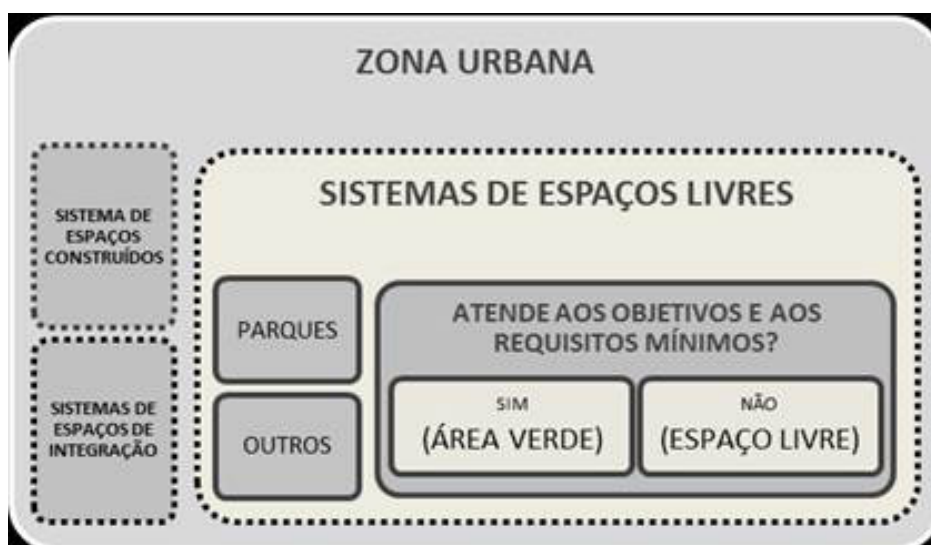 ZONA URBANA
SISTEMA DE
ESPAÇOS
CONSTRUÍDOS
SISTEMAS DE
ESPAÇOS DE
INTEGRAÇÃO
SISTEMAS DE ESPAÇOS LIVRES
PARQUES
OUTROS
ATENDE AOS OBJETIVOS E AOS
REQUISITOS MÍNIMOS?
SIM
(ÁREA VERDE)
NÃO
(ESPAÇO LIVRE)